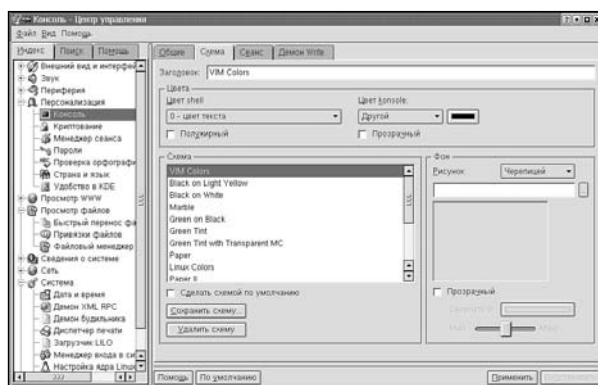 Консоль - Центр управления
Файл Вид Помощь
Индекс Поиск Помощь
Внешний вид и интерфей
Звук
Периферия
Персонализация
Консоль
Криптование
Менеджер сеанса
Пароли
Проверка орфографи
Страна и язык
Удобство в KDE
Просмотр WWW
Просмотр файлов
Быстрый перенос фа
Привязки файлов
Файловый менеджер
Сведения о системе
Сеть
Система
Дата и время
Демон XML RPC
Демон будильника
Диспетчер печати
Загрузчик LILO
Менеджер входа в си
Настройка ядра Linux
Общие Схема Сеанс Демон Write
Заголовок: VIM Colors
Цвета
Цвет shell
Цвет konsole:
0 - цвет текста
Другой
Полужирный
Прозрачный
Схема
VIM Colors
Black on Light Yellow
Black on White
Marble
Green on Black
Green Tint
Green Tint with Transparent MC
Paper
Linux Colors
Paper II
Сделать схемой по умолчанию
Сохранить схему...
Удалить схему
Фон
Рисунок:
Черепицей
Прозрачный
Помощь
По умолчанию
Применить